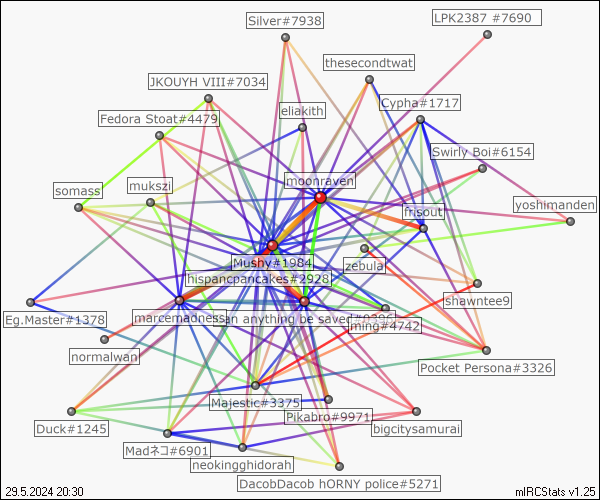 Silver#7938
LPK2387 #7690
thesecondtwat
JKOUYH VIII#7034
Cypha#1717
eliakith
Fedora Stoat#4479
Swirly Boi#6154
moonraven
mukszi
somass
yoshimanden
frisout
Mushy#1984
zebula
hispancpancakes#2928
shawntee9
Eg.Master#1378
marcemadness
an anything be saved
ming#4742
normalwan
Pocket Persona#3326
Majestic#3375
Pikabro#9971
Duck#1245
bigcitysamurai
Madネコ#6901
neokingghidorah
DacobDacob hORNY police#5271
29.5.2024 20:30
mIRCStats v1.25